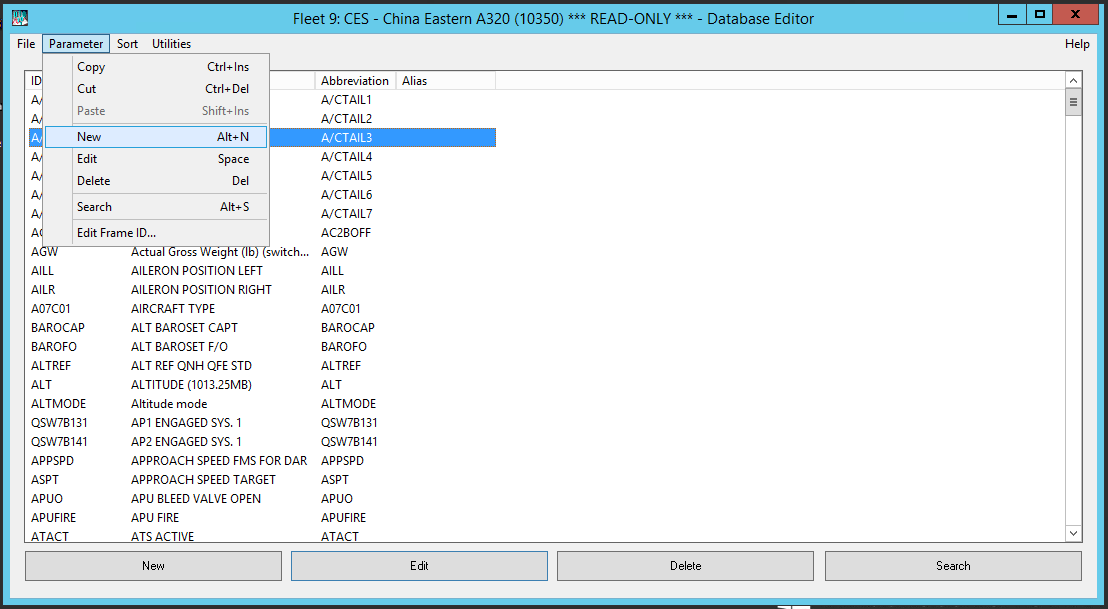 Fleet 9: CES - China Eastern A320 (10350) *** READ-ONLY *** - Database Editor
File Parameter Sort Utilities Help
Copy Ctrl+Ins
Cut Ctrl+Del
Paste Shift+Ins
New Alt+N
Edit Space
Delete Del
Search Alt+S
Edit Frame ID...
ID Abbreviation Alias
A/ A/CTAIL1
A/ A/CTAIL2
A/ A/CTAIL3
A/ A/CTAIL4
A/ A/CTAIL5
A/ A/CTAIL6
A/ A/CTAIL7
AC AC2BOFF
AGW Actual Gross Weight (lb) (switch... AGW
AILL AILERON POSITION LEFT AILL
AILR AILERON POSITION RIGHT AILR
A07C01 AIRCRAFT TYPE A07C01
BAROCAP ALT BAROSET CAPT BAROCAP
BAROFO ALT BAROSET F/O BAROFO
ALTREF ALT REF QNH QFE STD ALTREF
ALT ALTITUDE (1013.25MB) ALT
ALTMODE Altitude mode ALTMODE
QSW7B131 AP1 ENGAGED SYS. 1 QSW7B131
QSW7B141 AP2 ENGAGED SYS. 1 QSW7B141
APPSPD APPROACH SPEED FMS FOR DAR APPSPD
ASPT APPROACH SPEED TARGET ASPT
APUO APU BLEED VALVE OPEN APUO
APUFIRE APU FIRE APUFIRE
ATACT ATS ACTIVE ATACT
New Edit Delete Search